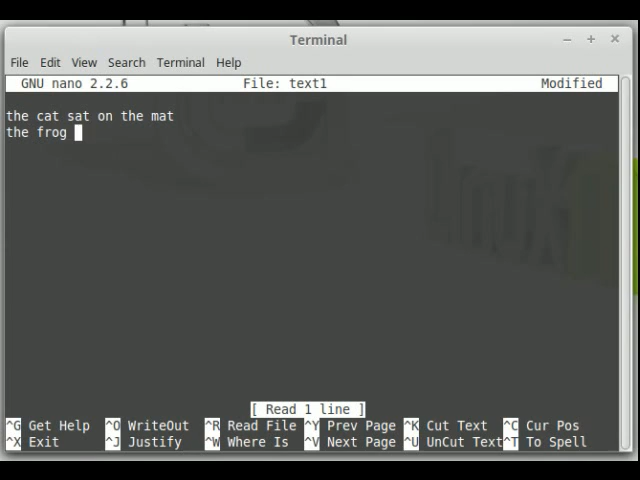 Terminal
File Edit View Search Terminal Help
GNU nano 2.2.6 File: text1 Modified
the cat sat on the mat
the frog
[ Read 1 line ]
^G Get Help ^O WriteOut ^R Read File ^Y Prev Page ^K Cut Text ^C Cur Pos
^X Exit ^J Justify ^W Where Is ^V Next Page ^U UnCut Text^T To Spell